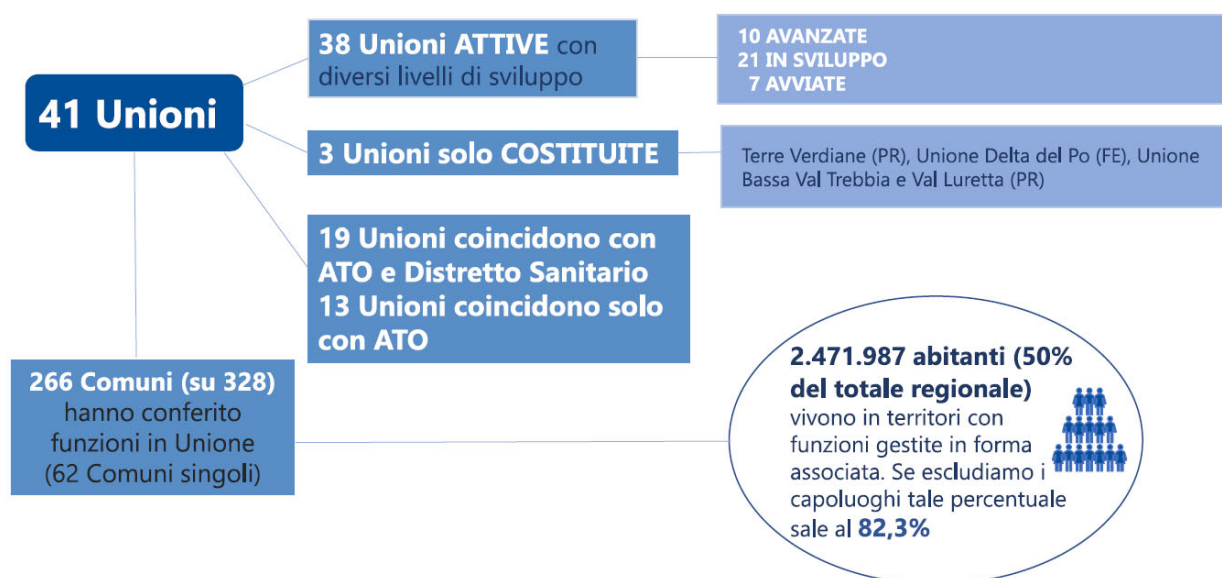 41 Unioni
38 Unioni ATTIVE con
diversi livelli di sviluppo
10 AVANZATE
21 IN SVILUPPO
7 AVVIATE
3 Unioni solo COSTITUITE
Terre Verdiane (PR), Unione Delta del Po (FE), Unione
Bassa Val Trebbia e Val Luretta (PR)
19 Unioni coincidono con
ATO e Distretto Sanitario
13 Unioni coincidono solo
con ATO
266 Comuni (su 328)
hanno conferito
funzioni in Unione
(62 Comuni singoli)
2.471.987 abitanti (50%
del totale regionale)
vivono in territori con
funzioni gestite in forma
associata. Se escludiamo i
capoluoghi tale percentuale
sale al 82,3%